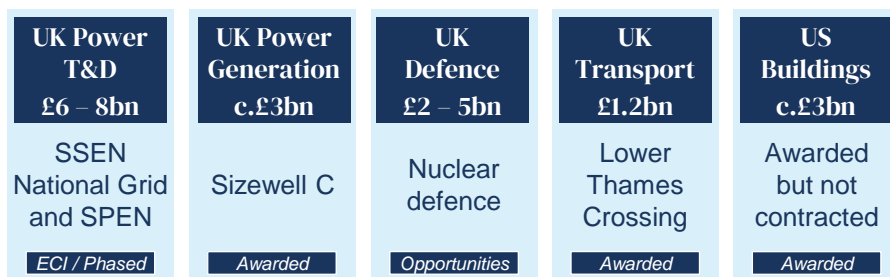 UK Power
T&D
£6 – 8bn
SSEN
National Grid
and SPEN
ECI / Phased
UK Power
Generation
c.£3bn
Sizewell C
Awarded
UK
Defence
£2 – 5bn
Nuclear
defence
Opportunities
UK
Transport
£1.2bn
Lower
Thames
Crossing
Awarded
US
Buildings
c.£3bn
Awarded
but not
contracted
Awarded